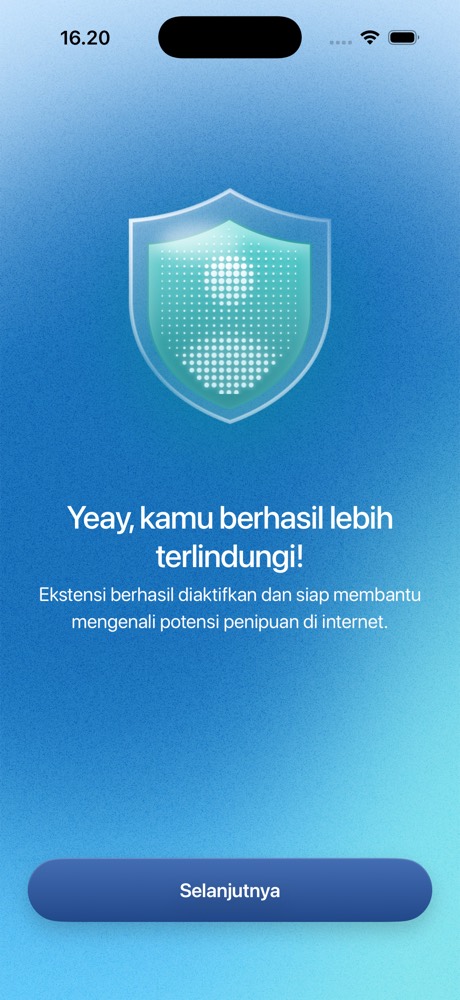 16.20
Yeay, kamu berhasil lebih
terlindungi!
Ekstensi berhasil diaktifkan dan siap membantu
mengenali potensi penipuan di internet.
Selanjutnya